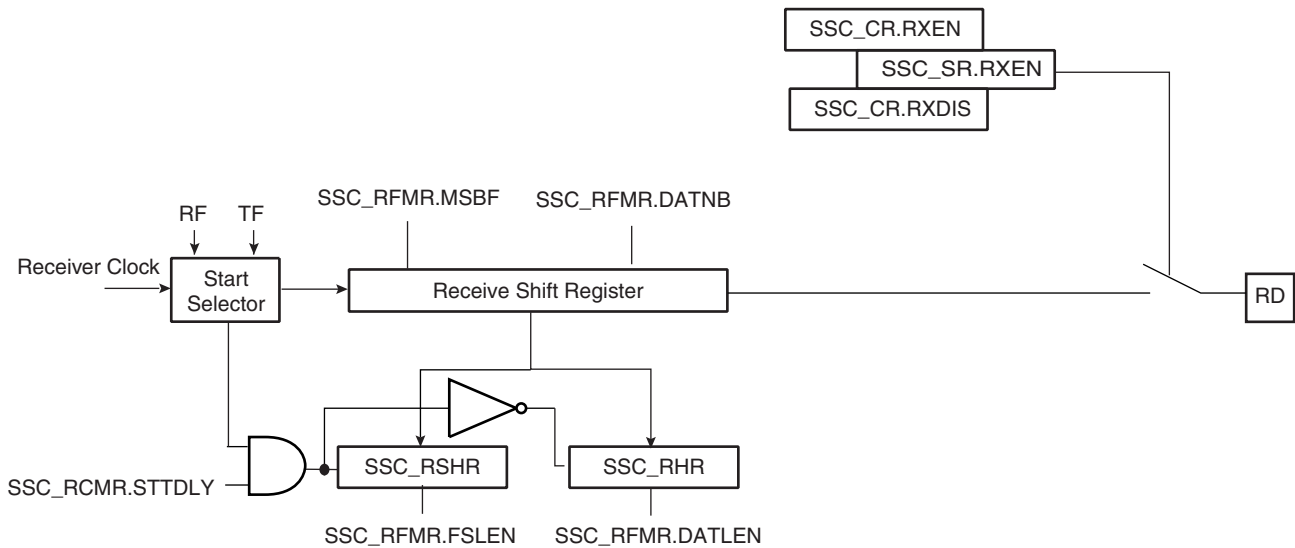 SSC_CR.RXEN
SSC_SR.RXEN
SSC_CR.RXDIS
SSC_RFMR.MSBF
SSC_RFMR.DATNB
RF
TF
Receiver Clock
Start
Selector
Receive Shift Register
RD
SSC_RSHR
SSC_RHR
SSC_RCMR.STTDLY
SSC_RFMR.FSLEN
SSC_RFMR.DATLEN